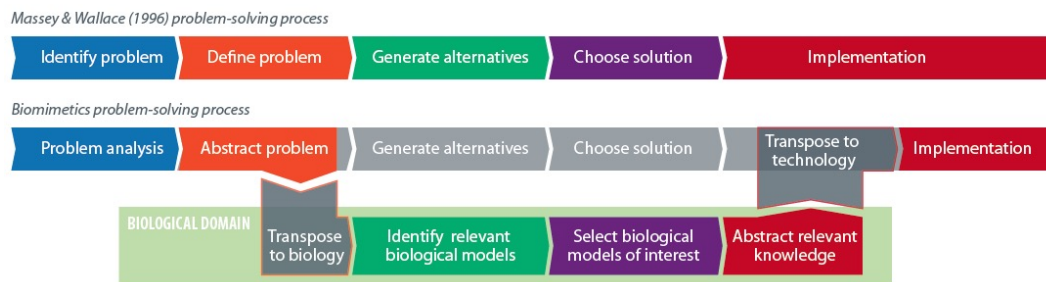 Massey & Wallace (1996) problem-solving process
Identify problem
Define problem
Generate alternatives
Choose solution
Implementation
Biomimetics problem-solving process
Problem analysis
Abstract problem
Generate alternatives
Choose solution
Transpose to
technology
Implementation
BIOLOGICAL DOMAIN
Transpose
to biology
Identify relevant
biological models
Select biological
models of interest
Abstract relevant
knowledge